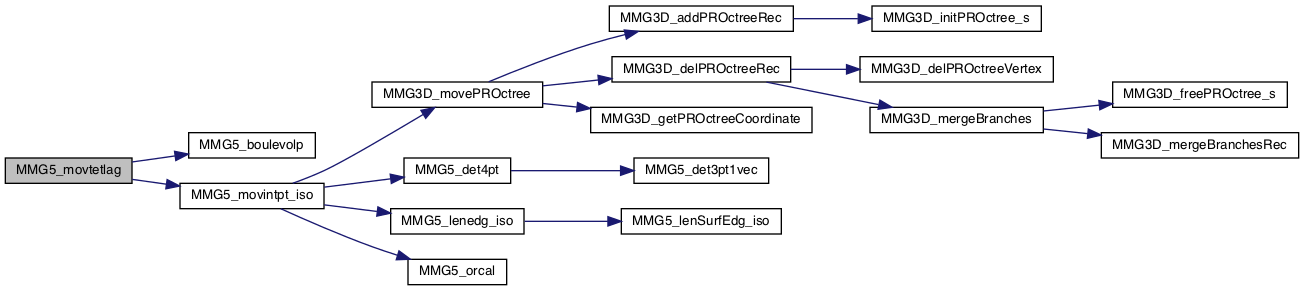 MMG3D_addPROctreeRec
MMG3D_initPROctree_s
MMG3D_delPROctreeRec
MMG3D_delPROctreeVertex
MMG3D_movePROctree
MMG3D_freePROctree_s
MMG3D_getPROctreeCoordinate
MMG3D_mergeBranches
MMG5_boulevolp
MMG3D_mergeBranchesRec
MMG5_movtetlag
MMG5_det4pt
MMG5_det3pt1vec
MMG5_movintpt_iso
MMG5_lenedg_iso
MMG5_lenSurfEdg_iso
MMG5_orcal